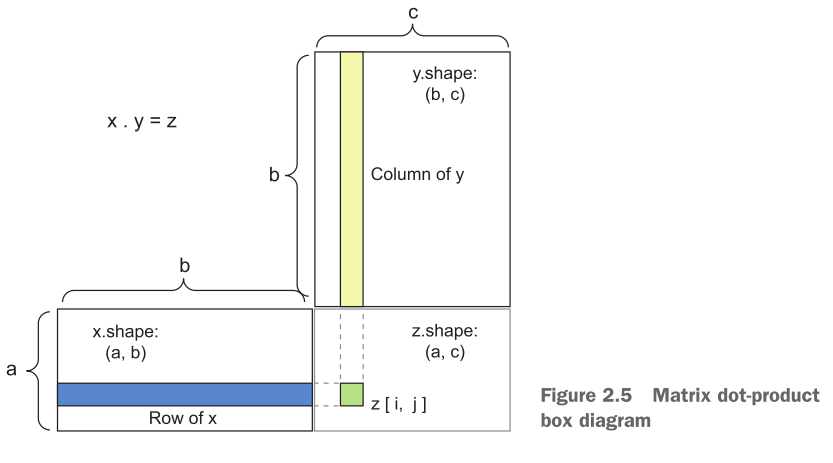 c
y.shape:
(b, c)
x . y = z
b
Column of y
b
x.shape:
(a, b)
z.shape:
(a, c)
a
z [ i, j ]
Row of x
Figure 2.5 Matrix dot-product
box diagram